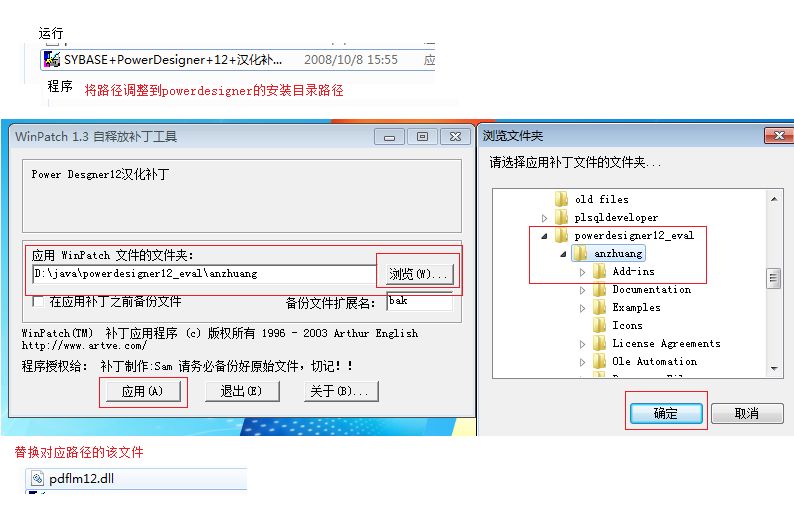 运行
SYBASE+PowerDesigner+12+汉化补... 2008/10/8 15:55 应
程序 将路径调整到powerdesigner的安装目录路径
WinPatch 1.3 自释放补丁工具
Power Desgner12汉化补丁
应用 WinPatch 文件的文件夹:
D:\java\powerdesigner12_eval\anzhuang 浏览(W)...
在应用补丁之前备份文件 备份文件扩展名: bak
WinPatch(TM) 补丁应用程序 (c) 版权所有 1996 - 2003 Arthur English
http://www.artve.com/
程序授权给: 补丁制作:Sam 请务必备份好原始文件，切记！！
应用(A) 退出(E) 关于(B)...
浏览文件夹
请选择应用补丁文件的文件夹...
old files
plsqldeveloper
powerdesigner12_eval
anzhuang
Add-ins
Documentation
Examples
Icons
License Agreements
Ole Automation
确定 取消
替换对应路径的该文件
pdflm12.dll